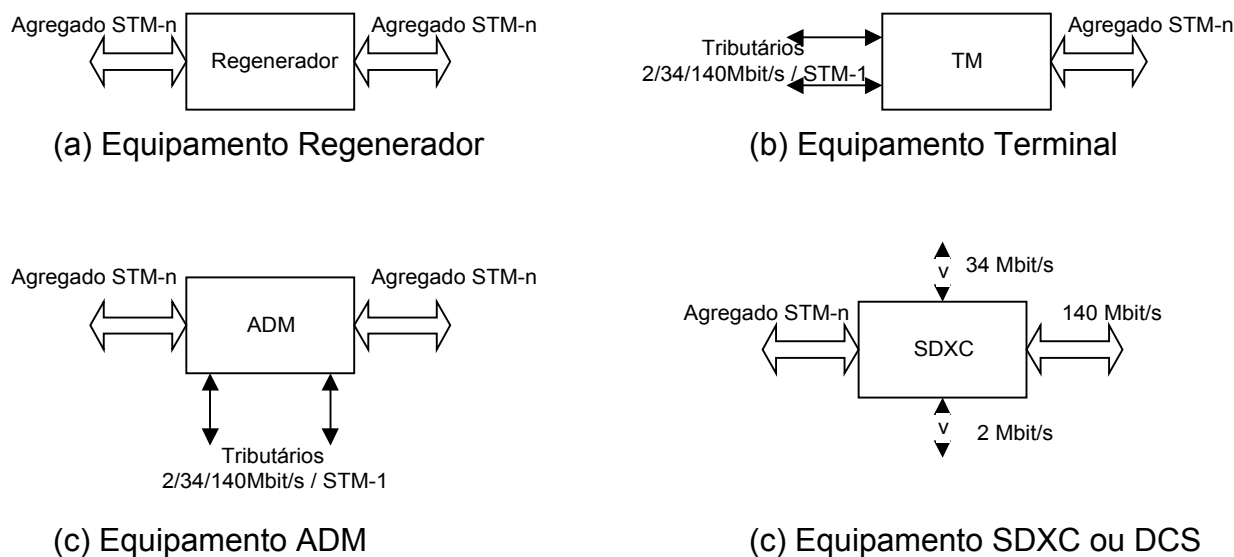 Agregado STM-n
Regenerador
Agregado STM-n
(a) Equipamento Regenerador
Tributários
2/34/140Mbit/s / STM-1
TM
Agregado STM-n
(b) Equipamento Terminal
Agregado STM-n
ADM
Agregado STM-n
Tributários
2/34/140Mbit/s / STM-1
(c) Equipamento ADM
v
34 Mbit/s
Agregado STM-n
SDXC
140 Mbit/s
v
2 Mbit/s
(c) Equipamento SDXC ou DCS